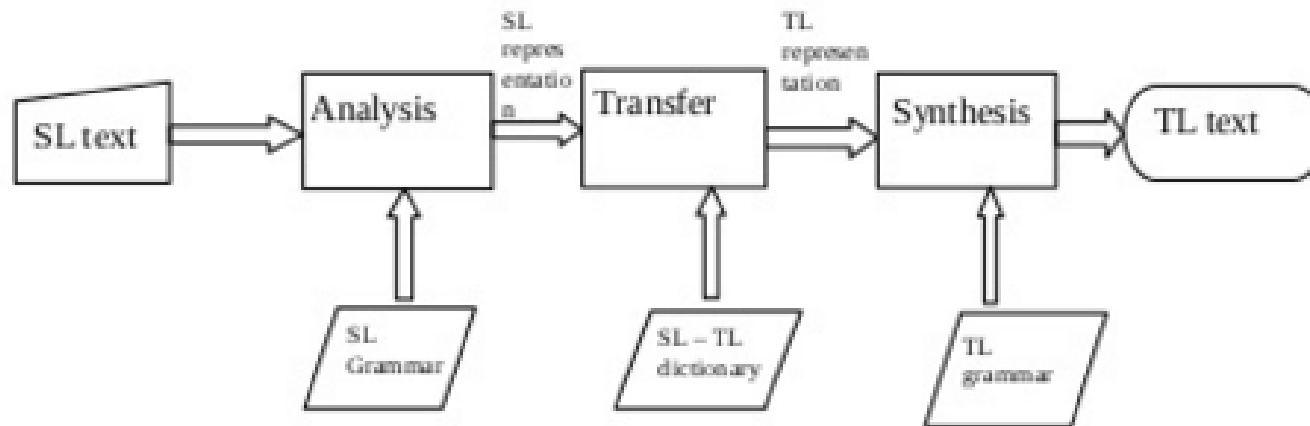 SL text
Analysis
SL
repres
entatio
n
Transfer
TL
represen
tation
Synthesis
TL text
SL
Grammar
SL – TL
dictionary
TL
grammar